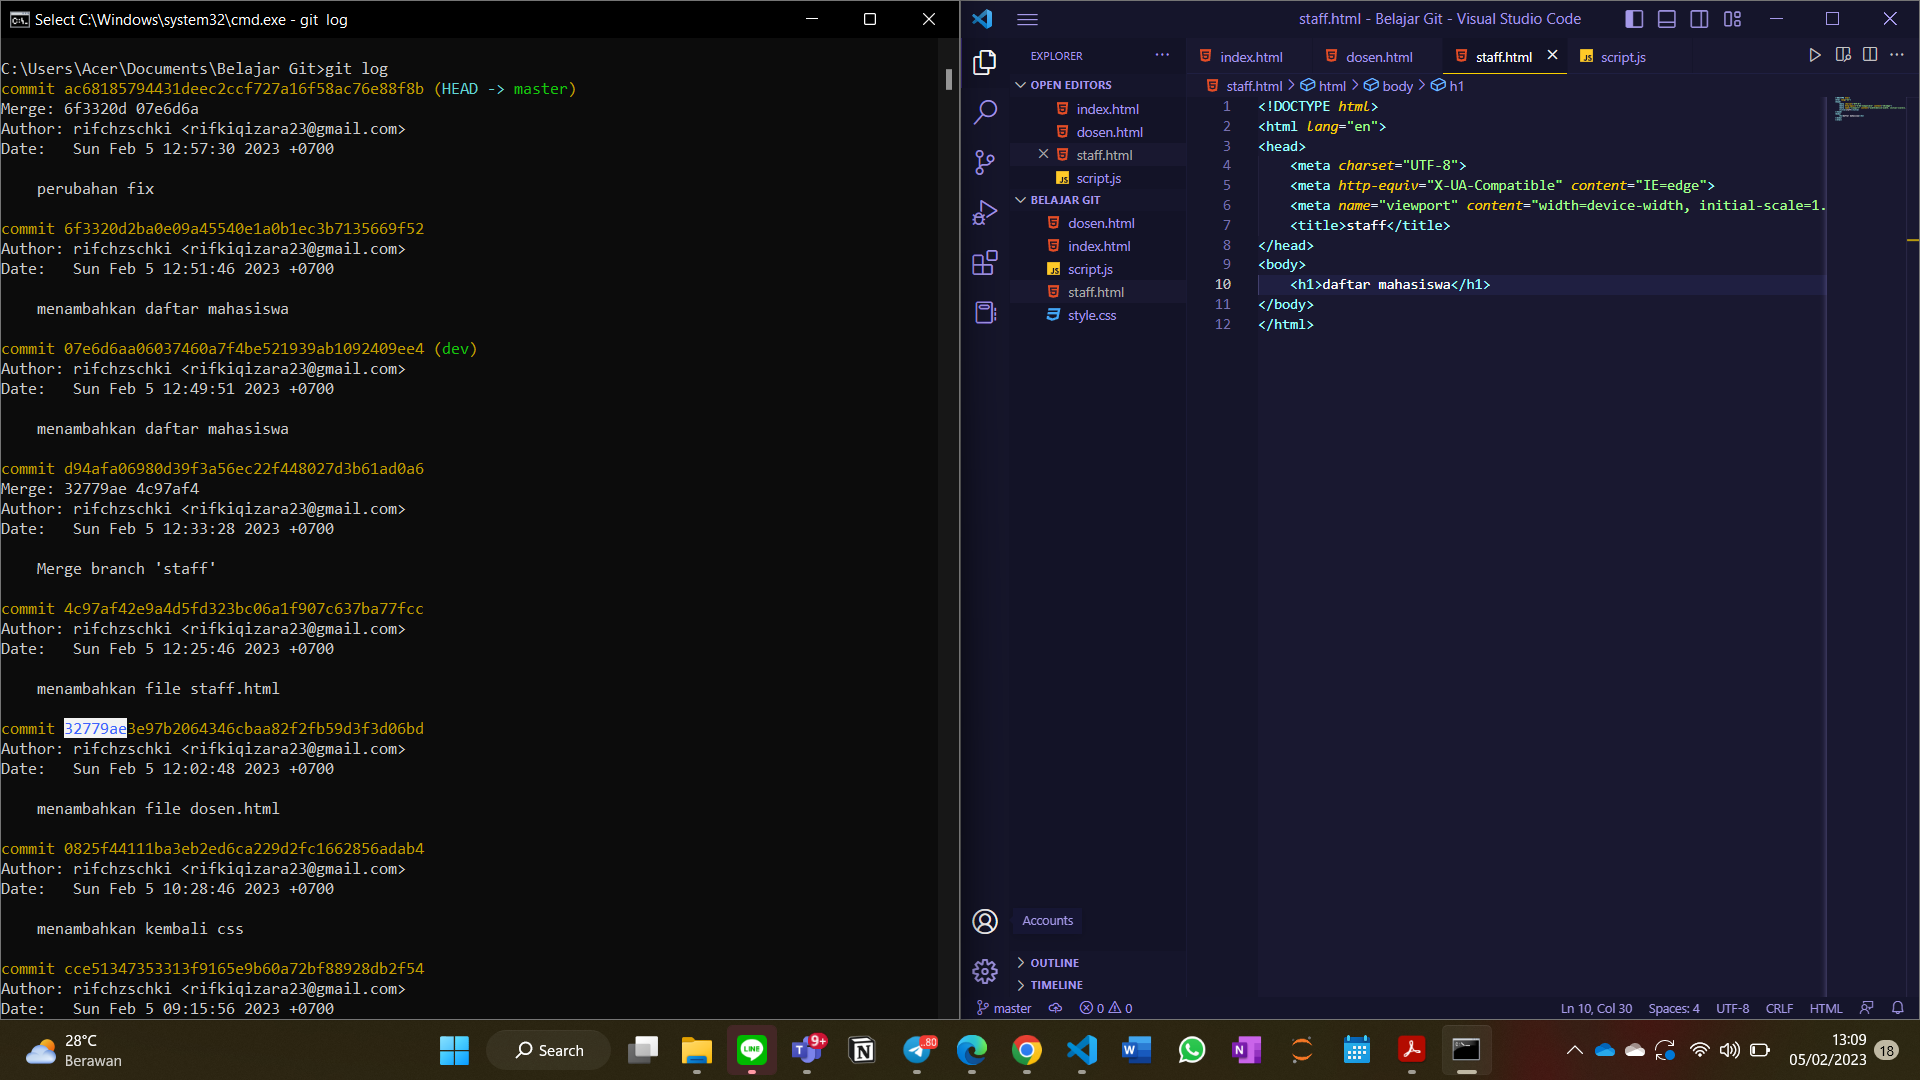 Select C:\Windows\system32\cmd.exe - git  log
C:\Users\Acer\Documents\Belajar Git>git log
commit ac68185794431deec2ccf727a16f58ac76e88f8b (HEAD -> master)
Merge: 6f3320d 07e6d6a
Author: rifchzschki <rifkiqizara23@gmail.com>
Date:   Sun Feb 5 12:57:30 2023 +0700
perubahan fix
commit 6f3320d2ba0e09a45540e1a0b1ec3b7135669f52
Author: rifchzschki <rifkiqizara23@gmail.com>
Date:   Sun Feb 5 12:51:46 2023 +0700
menambahkan daftar mahasiswa
commit 07e6d6aa06037460a7f4be521939ab1092409ee4 (dev)
Author: rifchzschki <rifkiqizara23@gmail.com>
Date:   Sun Feb 5 12:49:51 2023 +0700
menambahkan daftar mahasiswa
commit d94afa06980d39f3a56ec22f448027d3b61ad0a6
Merge: 32779ae 4c97af4
Author: rifchzschki <rifkiqizara23@gmail.com>
Date:   Sun Feb 5 12:33:28 2023 +0700
Merge branch 'staff'
commit 4c97af42e9a4d5fd323bc06a1f907c637ba77fcc
Author: rifchzschki <rifkiqizara23@gmail.com>
Date:   Sun Feb 5 12:25:46 2023 +0700
menambahkan file staff.html
commit 32779ae3e97b2064346cbaa82f2fb59d3f3d06bd
Author: rifchzschki <rifkiqizara23@gmail.com>
Date:   Sun Feb 5 12:02:48 2023 +0700
menambahkan file dosen.html
commit 0825f44111ba3eb2ed6ca229d2fc1662856adab4
Author: rifchzschki <rifkiqizara23@gmail.com>
Date:   Sun Feb 5 10:28:46 2023 +0700
menambahkan kembali css
commit cce51347353313f9165e9b60a72bf88928db2f54
Author: rifchzschki <rifkiqizara23@gmail.com>
Date:   Sun Feb 5 09:15:56 2023 +0700
staff.html - Belajar Git - Visual Studio Code
EXPLORER
OPEN EDITORS
index.html
dosen.html
staff.html
script.js
BELAJAR GIT
dosen.html
index.html
script.js
staff.html
style.css
Accounts
OUTLINE
TIMELINE
index.html dosen.html staff.html script.js
staff.html > html > body > h1
1 <!DOCTYPE html>
2 <html lang="en">
3 <head>
4     <meta charset="UTF-8">
5     <meta http-equiv="X-UA-Compatible" content="IE=edge">
6     <meta name="viewport" content="width=device-width, initial-scale=1.
7     <title>staff</title>
8 </head>
9 <body>
10     <h1>daftar mahasiswa</h1>
11 </body>
12 </html>
master 0 0 Ln 10, Col 30 Spaces: 4 UTF-8 CRLF HTML
28°C
Berawan
Search
9+
80
13:09
05/02/2023
18